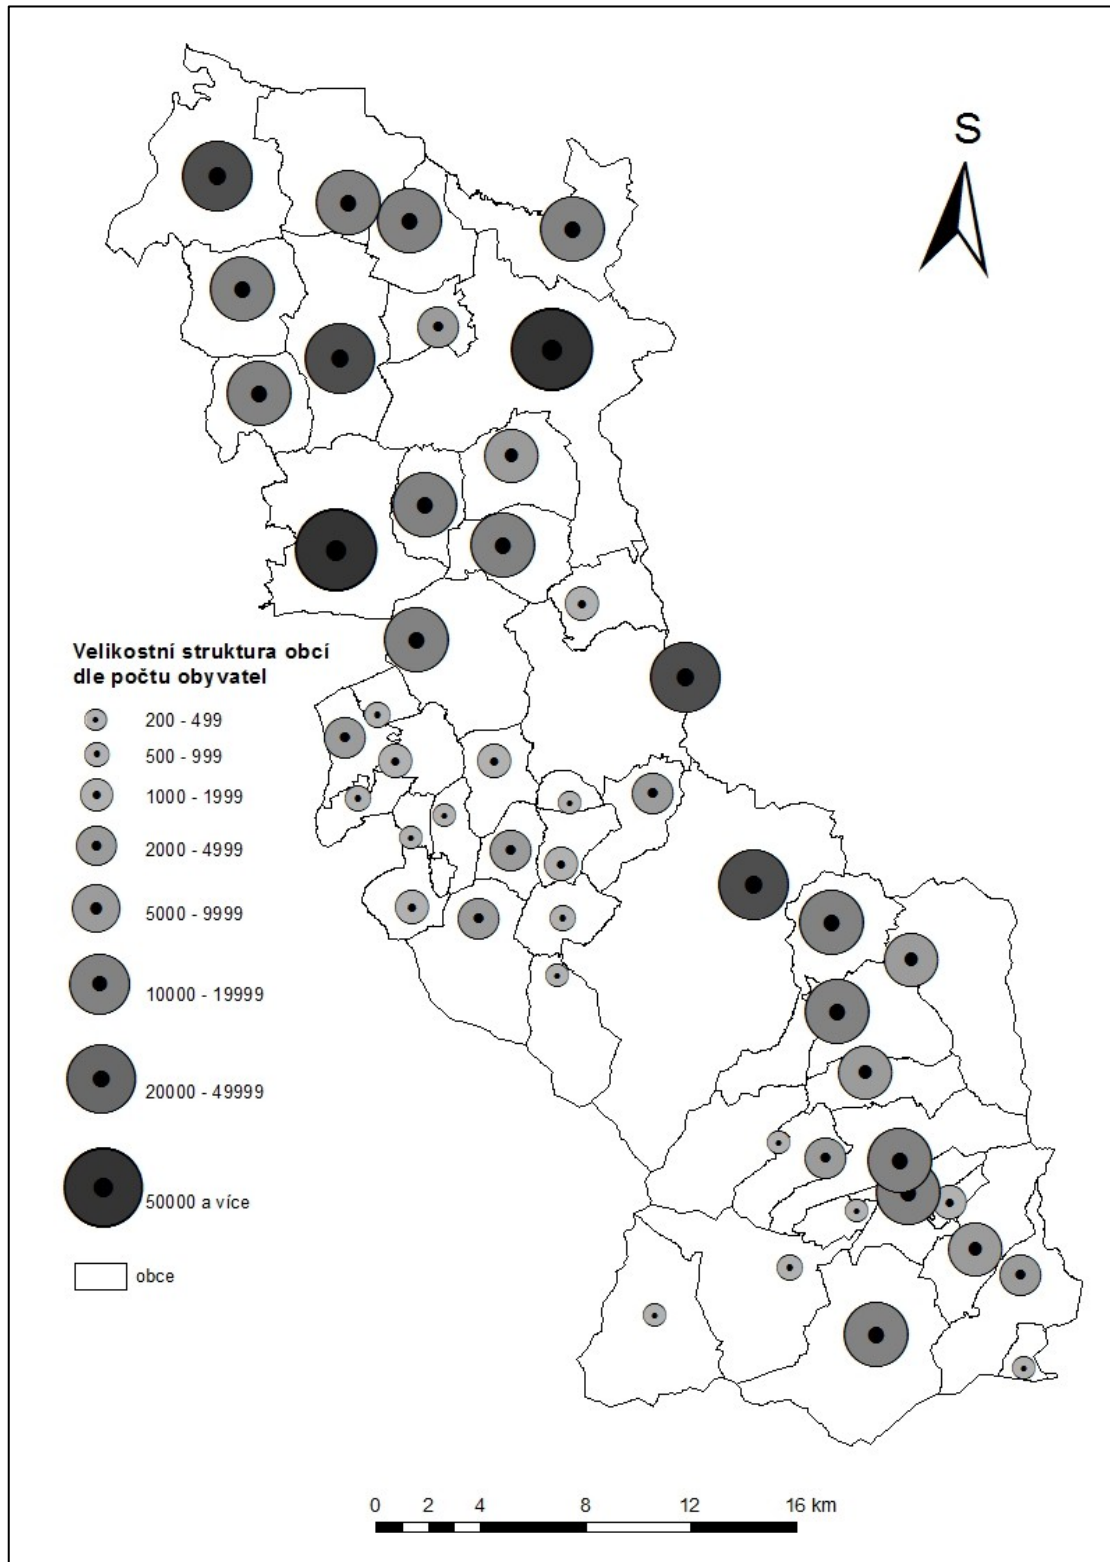 S
Velikostní struktura obcí
dle počtu obyvatel
200 - 499
500 - 999
1000 - 1999
2000 - 4999
5000 - 9999
10000 - 19999
20000 - 49999
50000 a více
obce
0 2 4 8 12 16 km